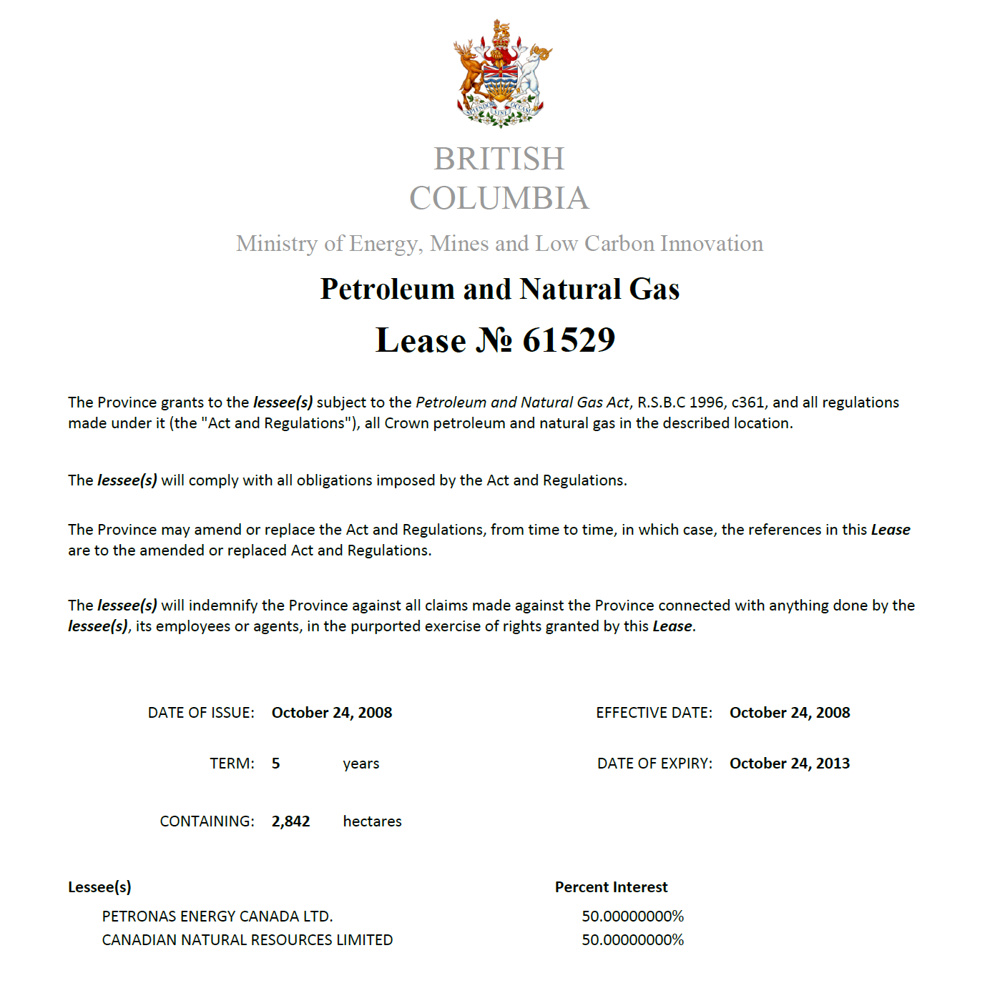 SPLENDOR SINE OCCASU
BRITISH
COLUMBIA
Ministry of Energy, Mines and Low Carbon Innovation
Petroleum and Natural Gas
Lease № 61529
The Province grants to the lessee(s) subject to the Petroleum and Natural Gas Act, R.S.B.C 1996, c361, and all regulations
made under it (the "Act and Regulations"), all Crown petroleum and natural gas in the described location.
The lessee(s) will comply with all obligations imposed by the Act and Regulations.
The Province may amend or replace the Act and Regulations, from time to time, in which case, the references in this Lease
are to the amended or replaced Act and Regulations.
The lessee(s) will indemnify the Province against all claims made against the Province connected with anything done by the
lessee(s), its employees or agents, in the purported exercise of rights granted by this Lease.
DATE OF ISSUE: October 24, 2008 EFFECTIVE DATE: October 24, 2008
TERM: 5 years DATE OF EXPIRY: October 24, 2013
CONTAINING: 2,842 hectares
Lessee(s) Percent Interest
PETRONAS ENERGY CANADA LTD. 50.00000000%
CANADIAN NATURAL RESOURCES LIMITED 50.00000000%